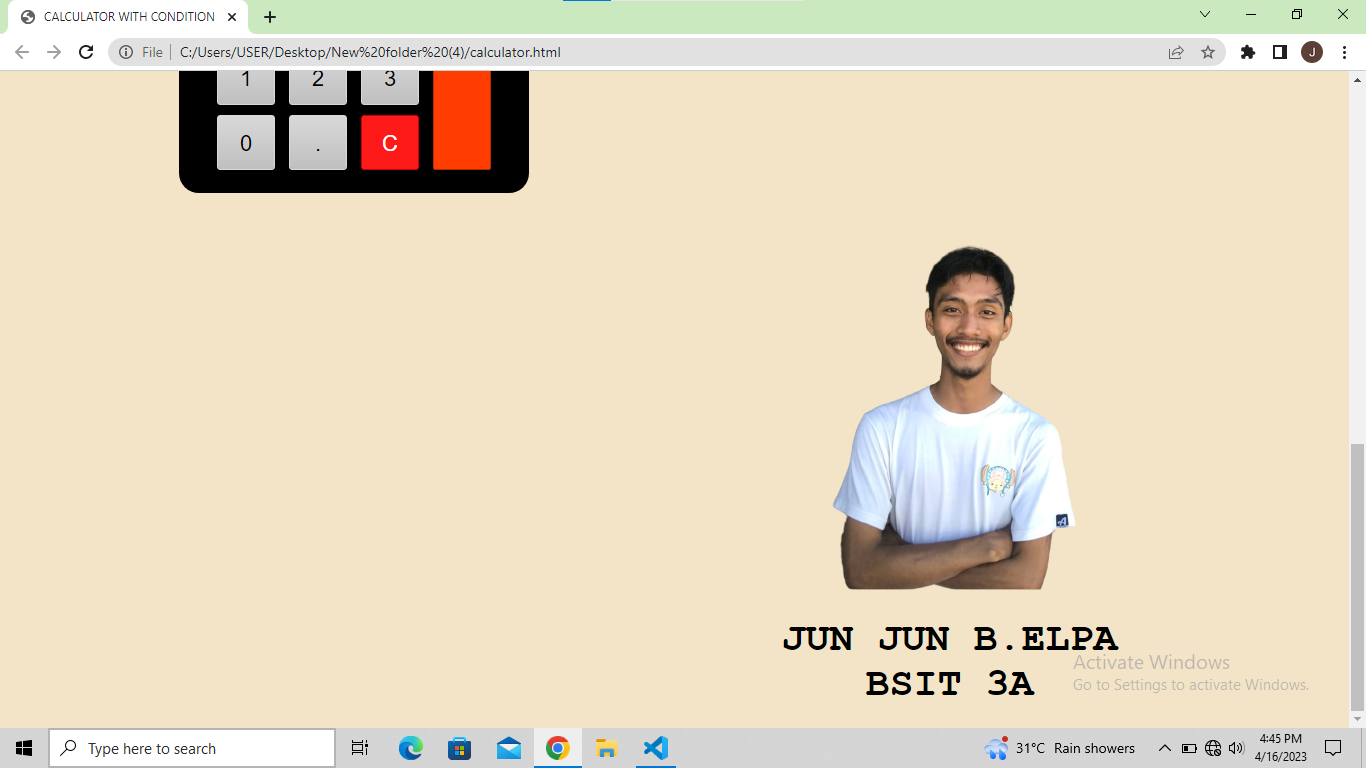 CALCULATOR WITH CONDITION
File
C:/Users/USER/Desktop/New%20folder%20(4)/calculator.html
J
1 2 3
0 . C
JUN JUN B.ELPA
BSIT 3A
Activate Windows
Go to Settings to activate Windows.
Type here to search
31°C Rain showers
4:45 PM
4/16/2023